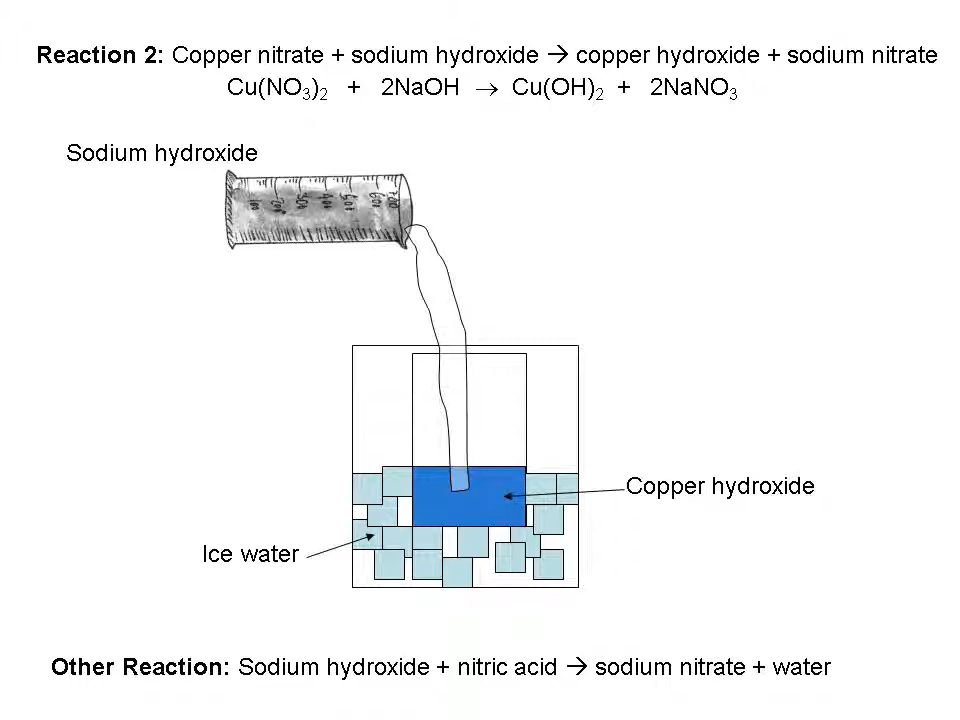 Reaction 2: Copper nitrate + sodium hydroxide → copper hydroxide + sodium nitrate
Cu(NO₃)₂ + 2NaOH → Cu(OH)₂ + 2NaNO₃
Sodium hydroxide
Copper hydroxide
Ice water
Other Reaction: Sodium hydroxide + nitric acid → sodium nitrate + water